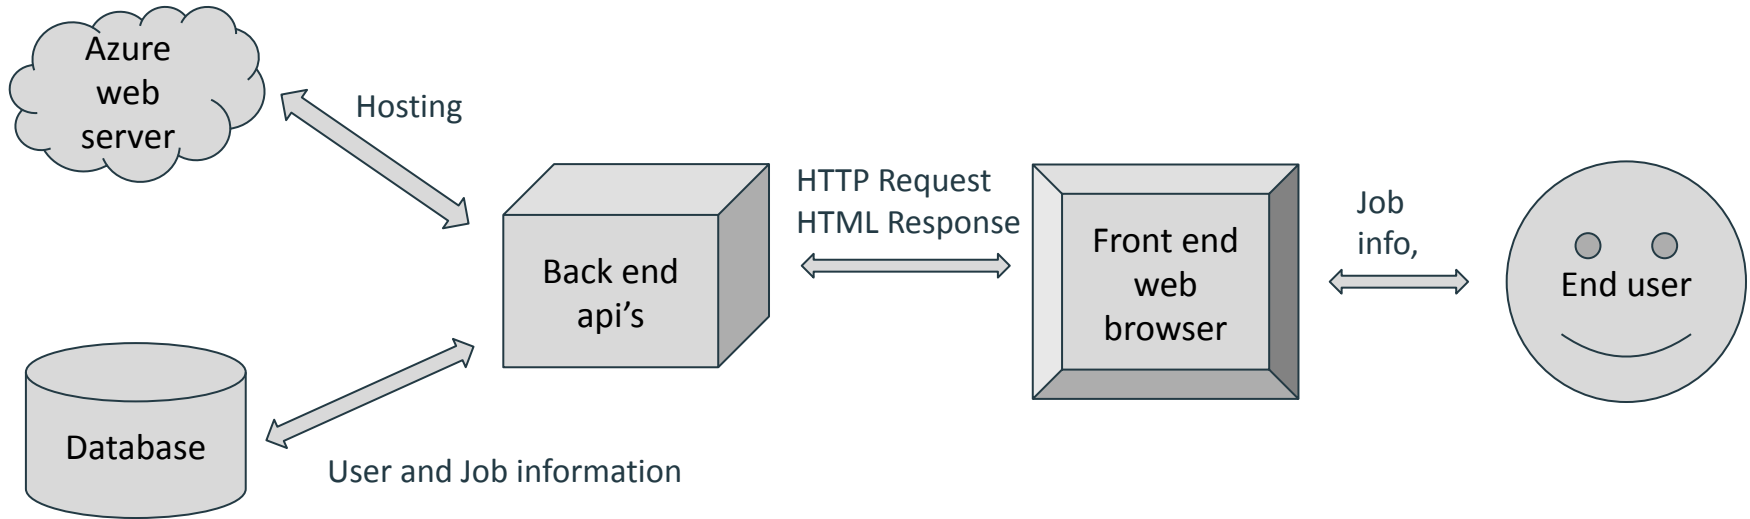 Azure
web
server
Hosting
Back end
api's
HTTP Request
HTML Response
Front end
web
browser
Job
info,
End user
Database
User and Job information